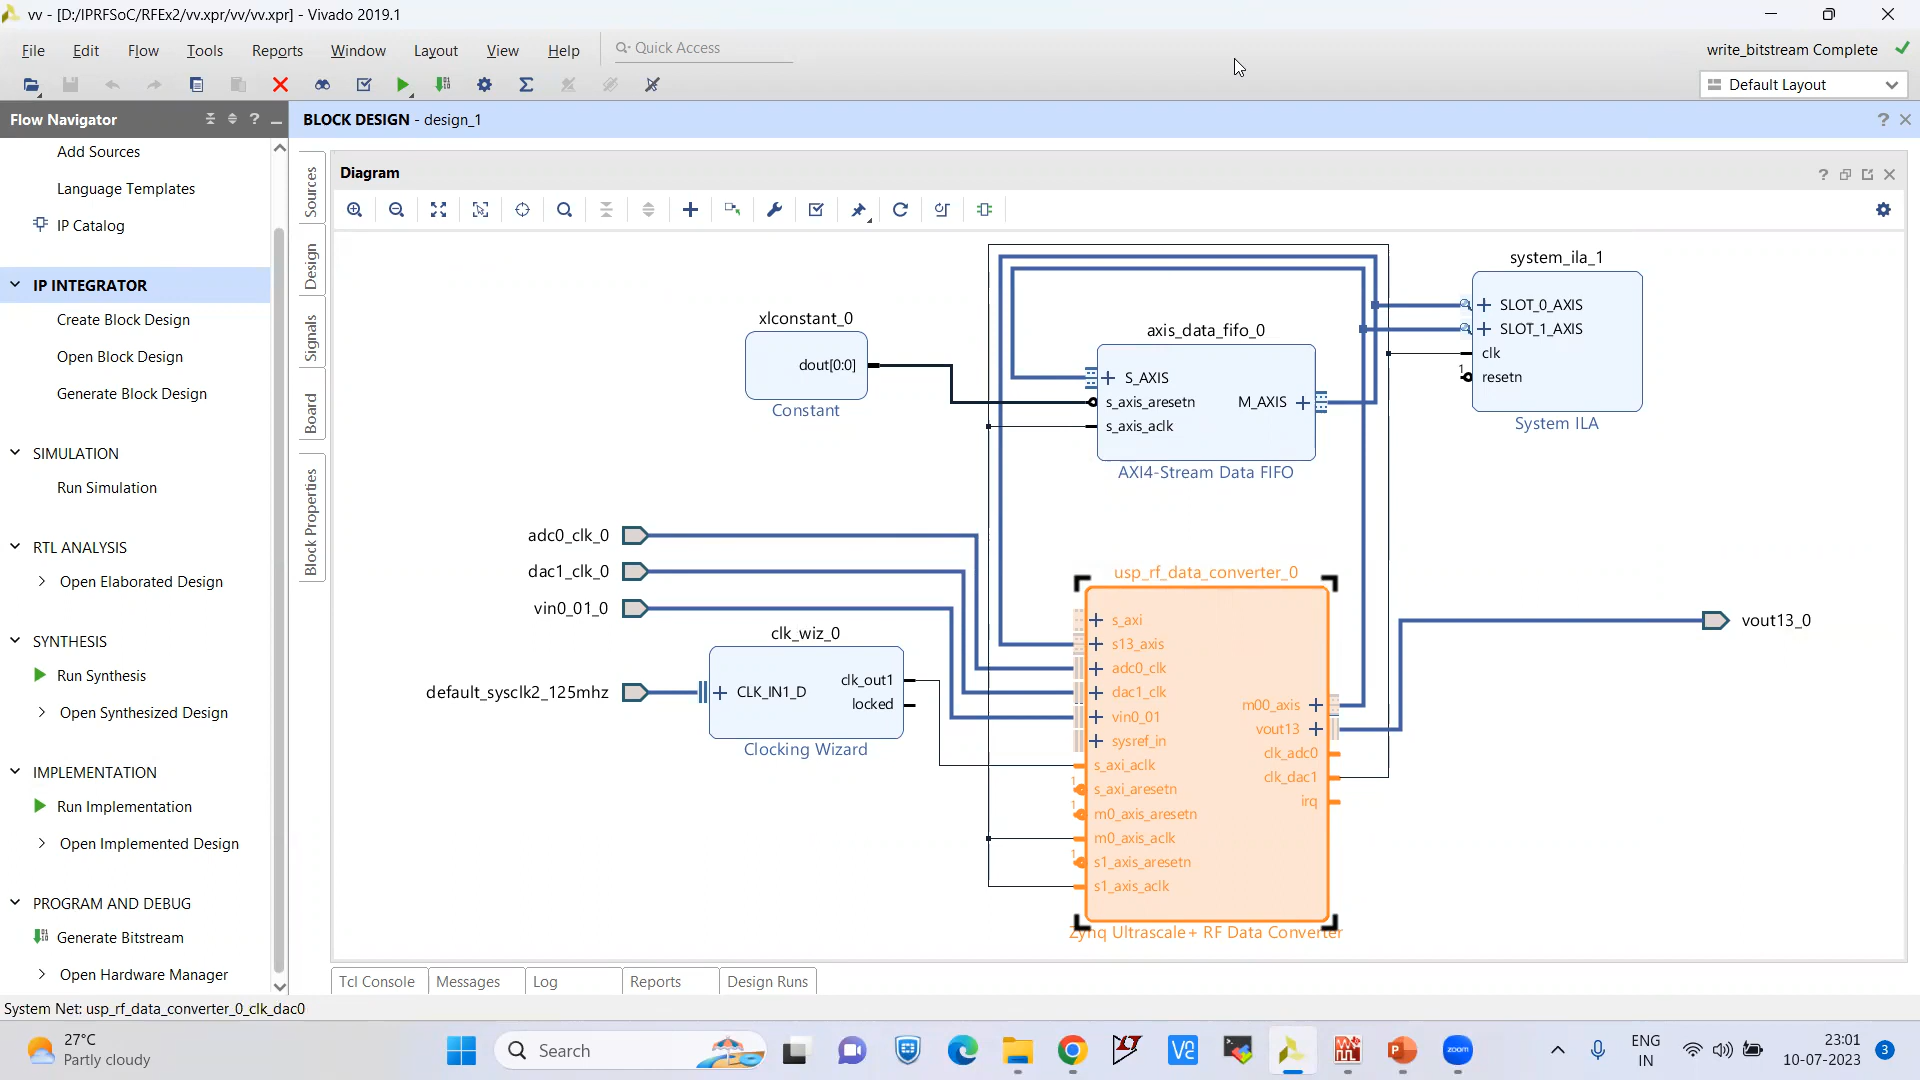 vv - [D:/IPRFSoC/RFEx2/vv.xpr/vv/vv.xpr] - Vivado 2019.1
File Edit Flow Tools Reports Window Layout View Help Quick Access
write_bitstream Complete
Default Layout
Flow Navigator
BLOCK DESIGN - design_1
Add Sources
Language Templates
IP Catalog
IP INTEGRATOR
Create Block Design
Open Block Design
Generate Block Design
SIMULATION
Run Simulation
RTL ANALYSIS
Open Elaborated Design
SYNTHESIS
Run Synthesis
Open Synthesized Design
IMPLEMENTATION
Run Implementation
Open Implemented Design
PROGRAM AND DEBUG
Generate Bitstream
Open Hardware Manager
Sources
Design
Signals
Board
Block Properties
Diagram
xlconstant_0
dout[0:0]
Constant
axis_data_fifo_0
S_AXIS
s_axis_aresetn
s_axis_aclk
M_AXIS
AXI4-Stream Data FIFO
system_ila_1
SLOT_0_AXIS
SLOT_1_AXIS
clk
1
resetn
System ILA
adc0_clk_0
dac1_clk_0
vin0_01_0
default_sysclk2_125mhz
clk_wiz_0
CLK_IN1_D
clk_out1
locked
Clocking Wizard
usp_rf_data_converter_0
s_axi
s13_axis
adc0_clk
dac1_clk
vin0_01
sysref_in
s_axi_aclk
1
s_axi_aresetn
1
m0_axis_aresetn
m0_axis_aclk
1
s1_axis_aresetn
s1_axis_aclk
m00_axis
vout13
clk_adc0
clk_dac1
irq
Zynq Ultrascale+ RF Data Converter
vout13_0
Tcl Console Messages Log Reports Design Runs
System Net: usp_rf_data_converter_0_clk_dac0
27°C
Partly cloudy
Search
zoom
ENG
IN
23:01
10-07-2023
3